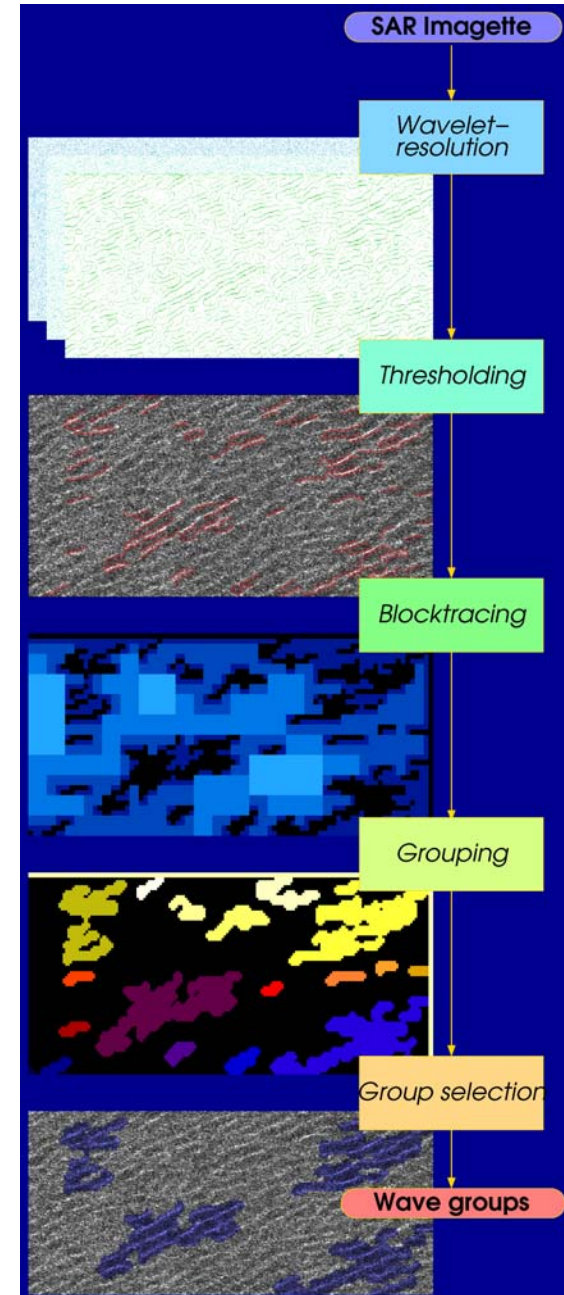 SAR Imagette
Wavelet–
resolution
Thresholding
Blocktracing
Grouping
Group selection
Wave groups